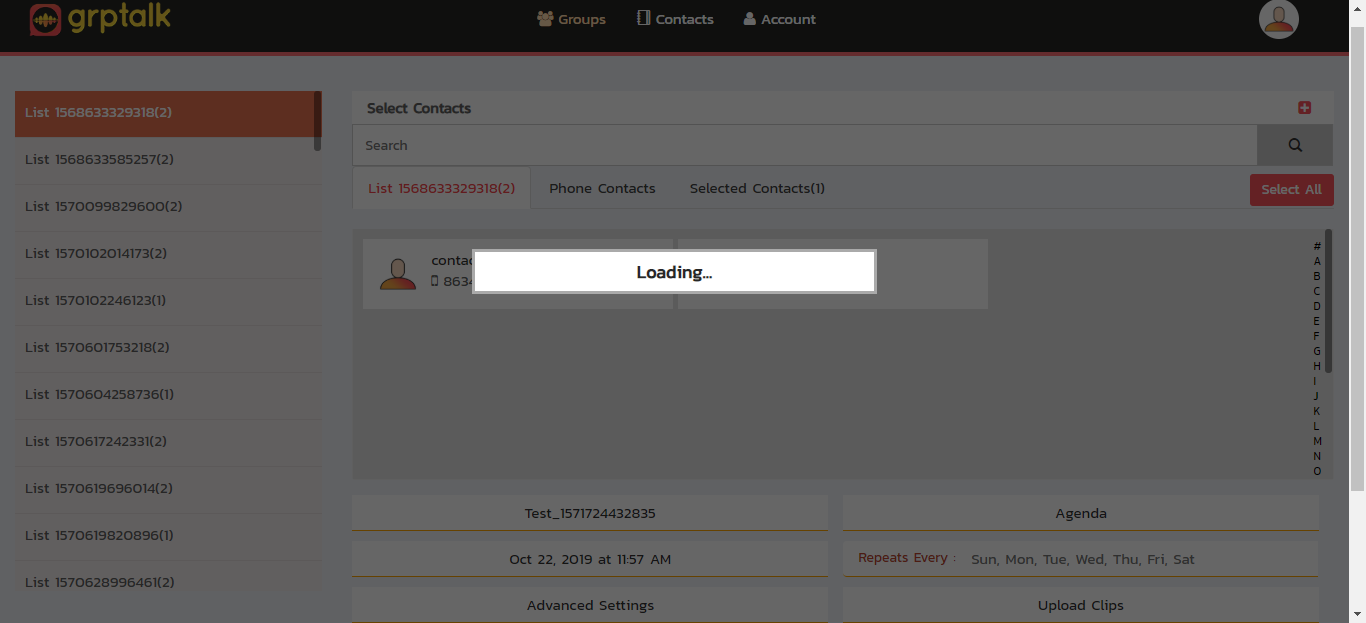 grptalk
Groups
Contacts
Account
List 1568633329318(2)
List 1568633585257(2)
List 1570099829600(2)
List 1570102014173(2)
List 1570102246123(1)
List 1570601753218(2)
List 1570604258736(1)
List 1570617242331(2)
List 1570619696014(2)
List 1570619820896(1)
List 1570628996461(2)
Select Contacts
Search
List 1568633329318(2)
Phone Contacts
Selected Contacts(1)
Select All
Loading...
#
A
B
C
D
E
F
G
H
I
J
K
L
M
N
O
Test_1571724432835
Agenda
Oct 22, 2019 at 11:57 AM
Repeats Every : Sun, Mon, Tue, Wed, Thu, Fri, Sat
Advanced Settings
Upload Clips